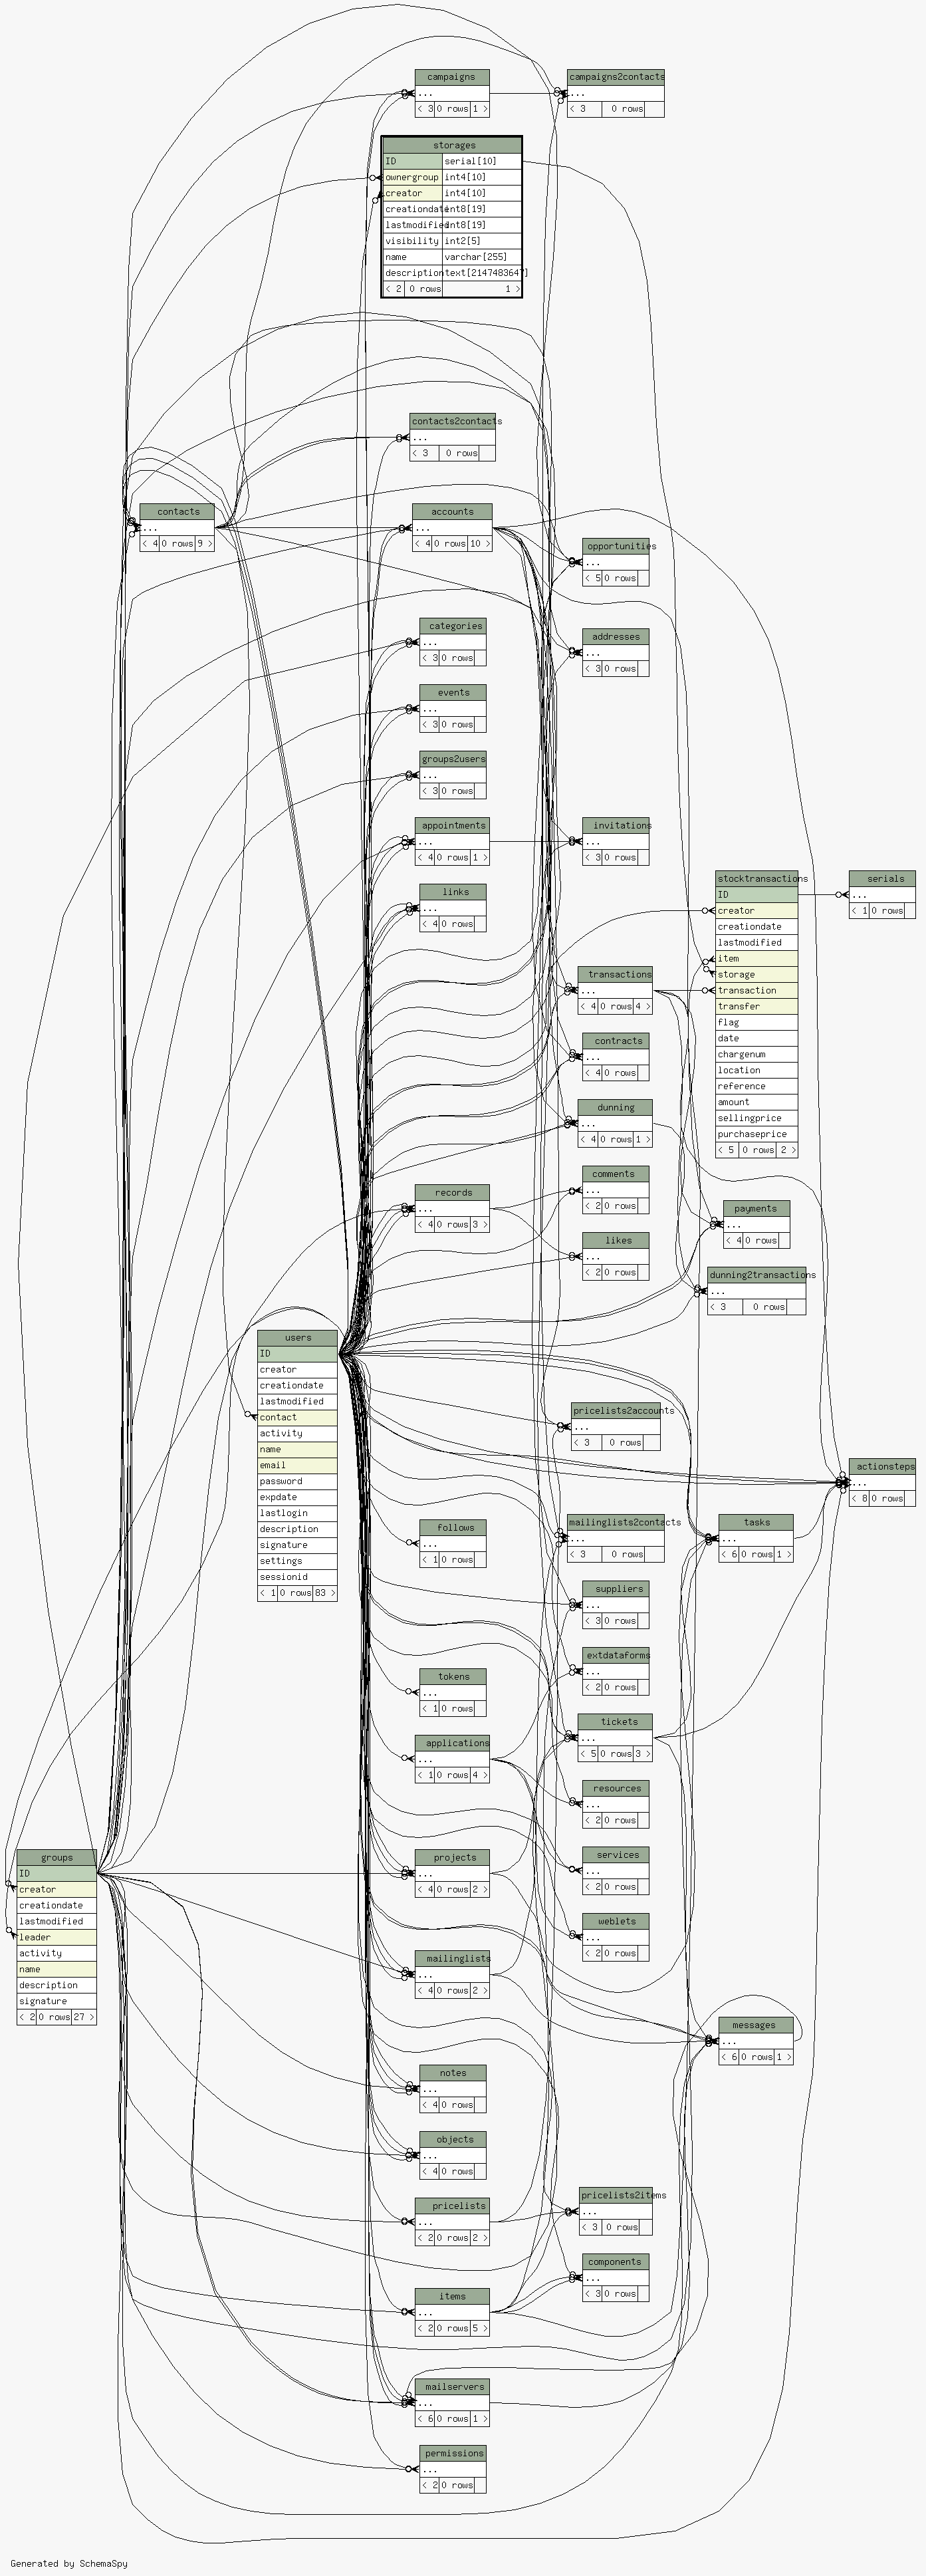 campaigns
...
< 3 0 rows 1 >
campaigns2contacts
...
< 3 0 rows
storages
ID serial[10]
ownergroup int4[10]
creator int4[10]
creationdate int8[19]
lastmodified int8[19]
visibility int2[5]
name varchar[255]
description text[2147483647]
< 2 0 rows 1 >
contacts2contacts
...
< 3 0 rows
contacts
...
< 4 0 rows 9 >
accounts
...
< 4 0 rows 10 >
opportunities
...
< 5 0 rows
categories
...
< 3 0 rows
addresses
...
< 3 0 rows
events
...
< 3 0 rows
groups2users
...
< 3 0 rows
appointments
...
< 4 0 rows 1 >
invitations
...
< 3 0 rows
links
...
< 4 0 rows
stocktransactions
ID
creator
creationdate
lastmodified
item
storage
transaction
transfer
flag
date
chargenum
location
reference
amount
sellingprice
purchaseprice
< 5 0 rows 2 >
serials
...
< 1 0 rows
transactions
...
< 4 0 rows 4 >
contracts
...
< 4 0 rows
dunning
...
< 4 0 rows 1 >
comments
...
< 2 0 rows
records
...
< 4 0 rows 3 >
payments
...
< 4 0 rows
likes
...
< 2 0 rows
dunning2transactions
...
< 3 0 rows
users
ID
creator
creationdate
lastmodified
contact
activity
name
email
password
expdate
lastlogin
description
signature
settings
sessionid
< 1 0 rows 83 >
pricelists2accounts
...
< 3 0 rows
actionsteps
...
< 8 0 rows
follows
...
< 1 0 rows
mailinglists2contacts
...
< 3 0 rows
tasks
...
< 6 0 rows 1 >
suppliers
...
< 3 0 rows
extdataforms
...
< 2 0 rows
tokens
...
< 1 0 rows
tickets
...
< 5 0 rows 3 >
applications
...
< 1 0 rows 4 >
resources
...
< 2 0 rows
groups
ID
creator
creationdate
lastmodified
leader
activity
name
description
signature
< 2 0 rows 27 >
projects
...
< 4 0 rows 2 >
services
...
< 2 0 rows
weblets
...
< 2 0 rows
mailinglists
...
< 4 0 rows 2 >
messages
...
< 6 0 rows 1 >
notes
...
< 4 0 rows
objects
...
< 4 0 rows
pricelists
...
< 2 0 rows 2 >
pricelists2items
...
< 3 0 rows
components
...
< 3 0 rows
items
...
< 2 0 rows 5 >
mailservers
...
< 6 0 rows 1 >
permissions
...
< 2 0 rows
Generated by SchemaSpy